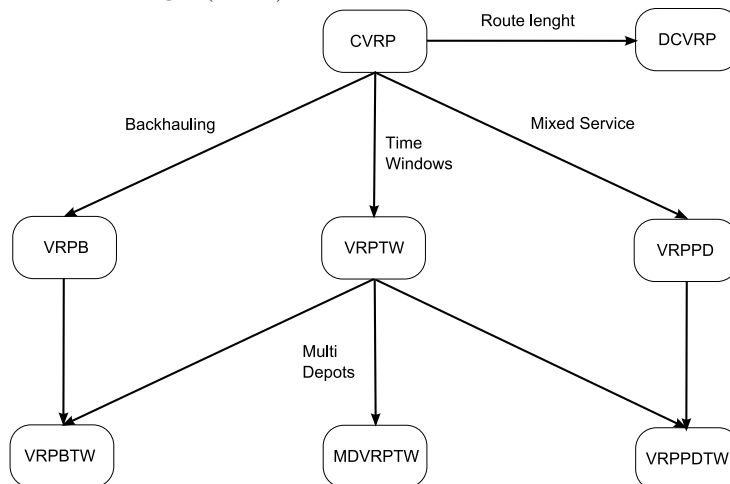 Route lenght
CVRP
DCVRP
Backhauling
Mixed Service
Time
Windows
VRPB
VRPTW
VRPPD
Multi
Depots
VRPBTW
MDVRPTW
VRPPDTW